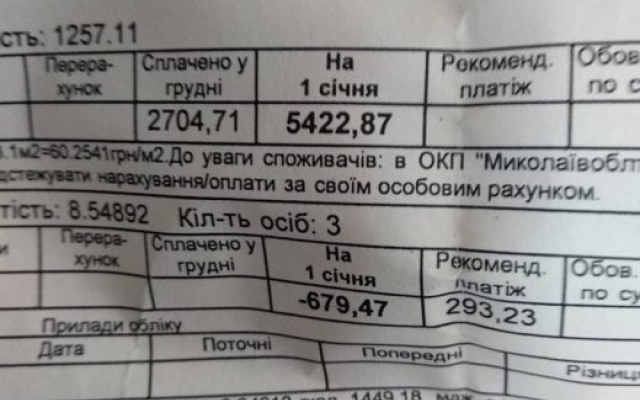 ість: 1257.11
Перера-хунок Сплачено у грудні На 1 січня Рекоменд. платіж Обов по с
2704,71 5422,87
.1м2=60.2541грн/м2.До уваги споживачів: в ОКП "Миколаївобл
дстежувати нарахування/оплати за своїм особовим рахунком.
тість: 8.54892 Кіл-ть осіб: 3
и Перера-хунок Сплачено у грудні На 1 січня Рекоменд. платіж Обов. по су
-679,47 293,23
Прилади обліку
Дата Поточні Попередні Різниц
1449.18